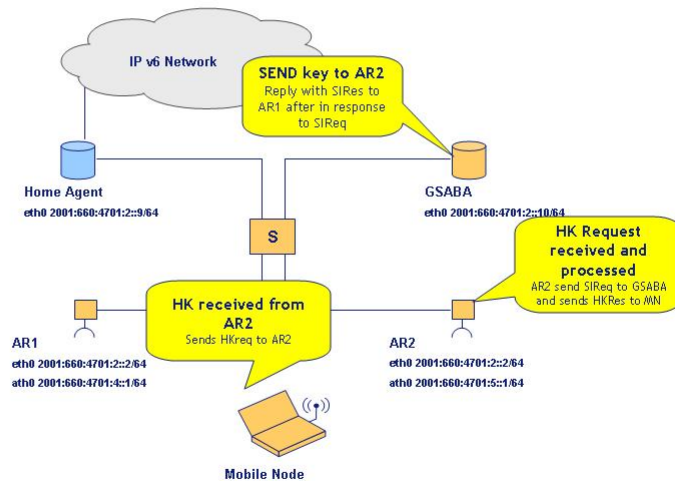 IP v6 Network
SEND key to AR2
Reply with SIRes to
AR1 after in response
to SIReq
Home Agent
eth0 2001:660:4701:2::9/64
GSABA
eth0 2001:660:4701:2::10/64
S
HK Request
received and
processed
AR2 send SIReq to GSABA
and sends HKRes to MN
HK received from
AR2
Sends HKreq to AR2
AR1
eth0 2001:660:4701:2::2/64
ath0 2001:660:4701:4::1/64
AR2
eth0 2001:660:4701:2::2/64
ath0 2001:660:4701:5::1/64
Mobile Node